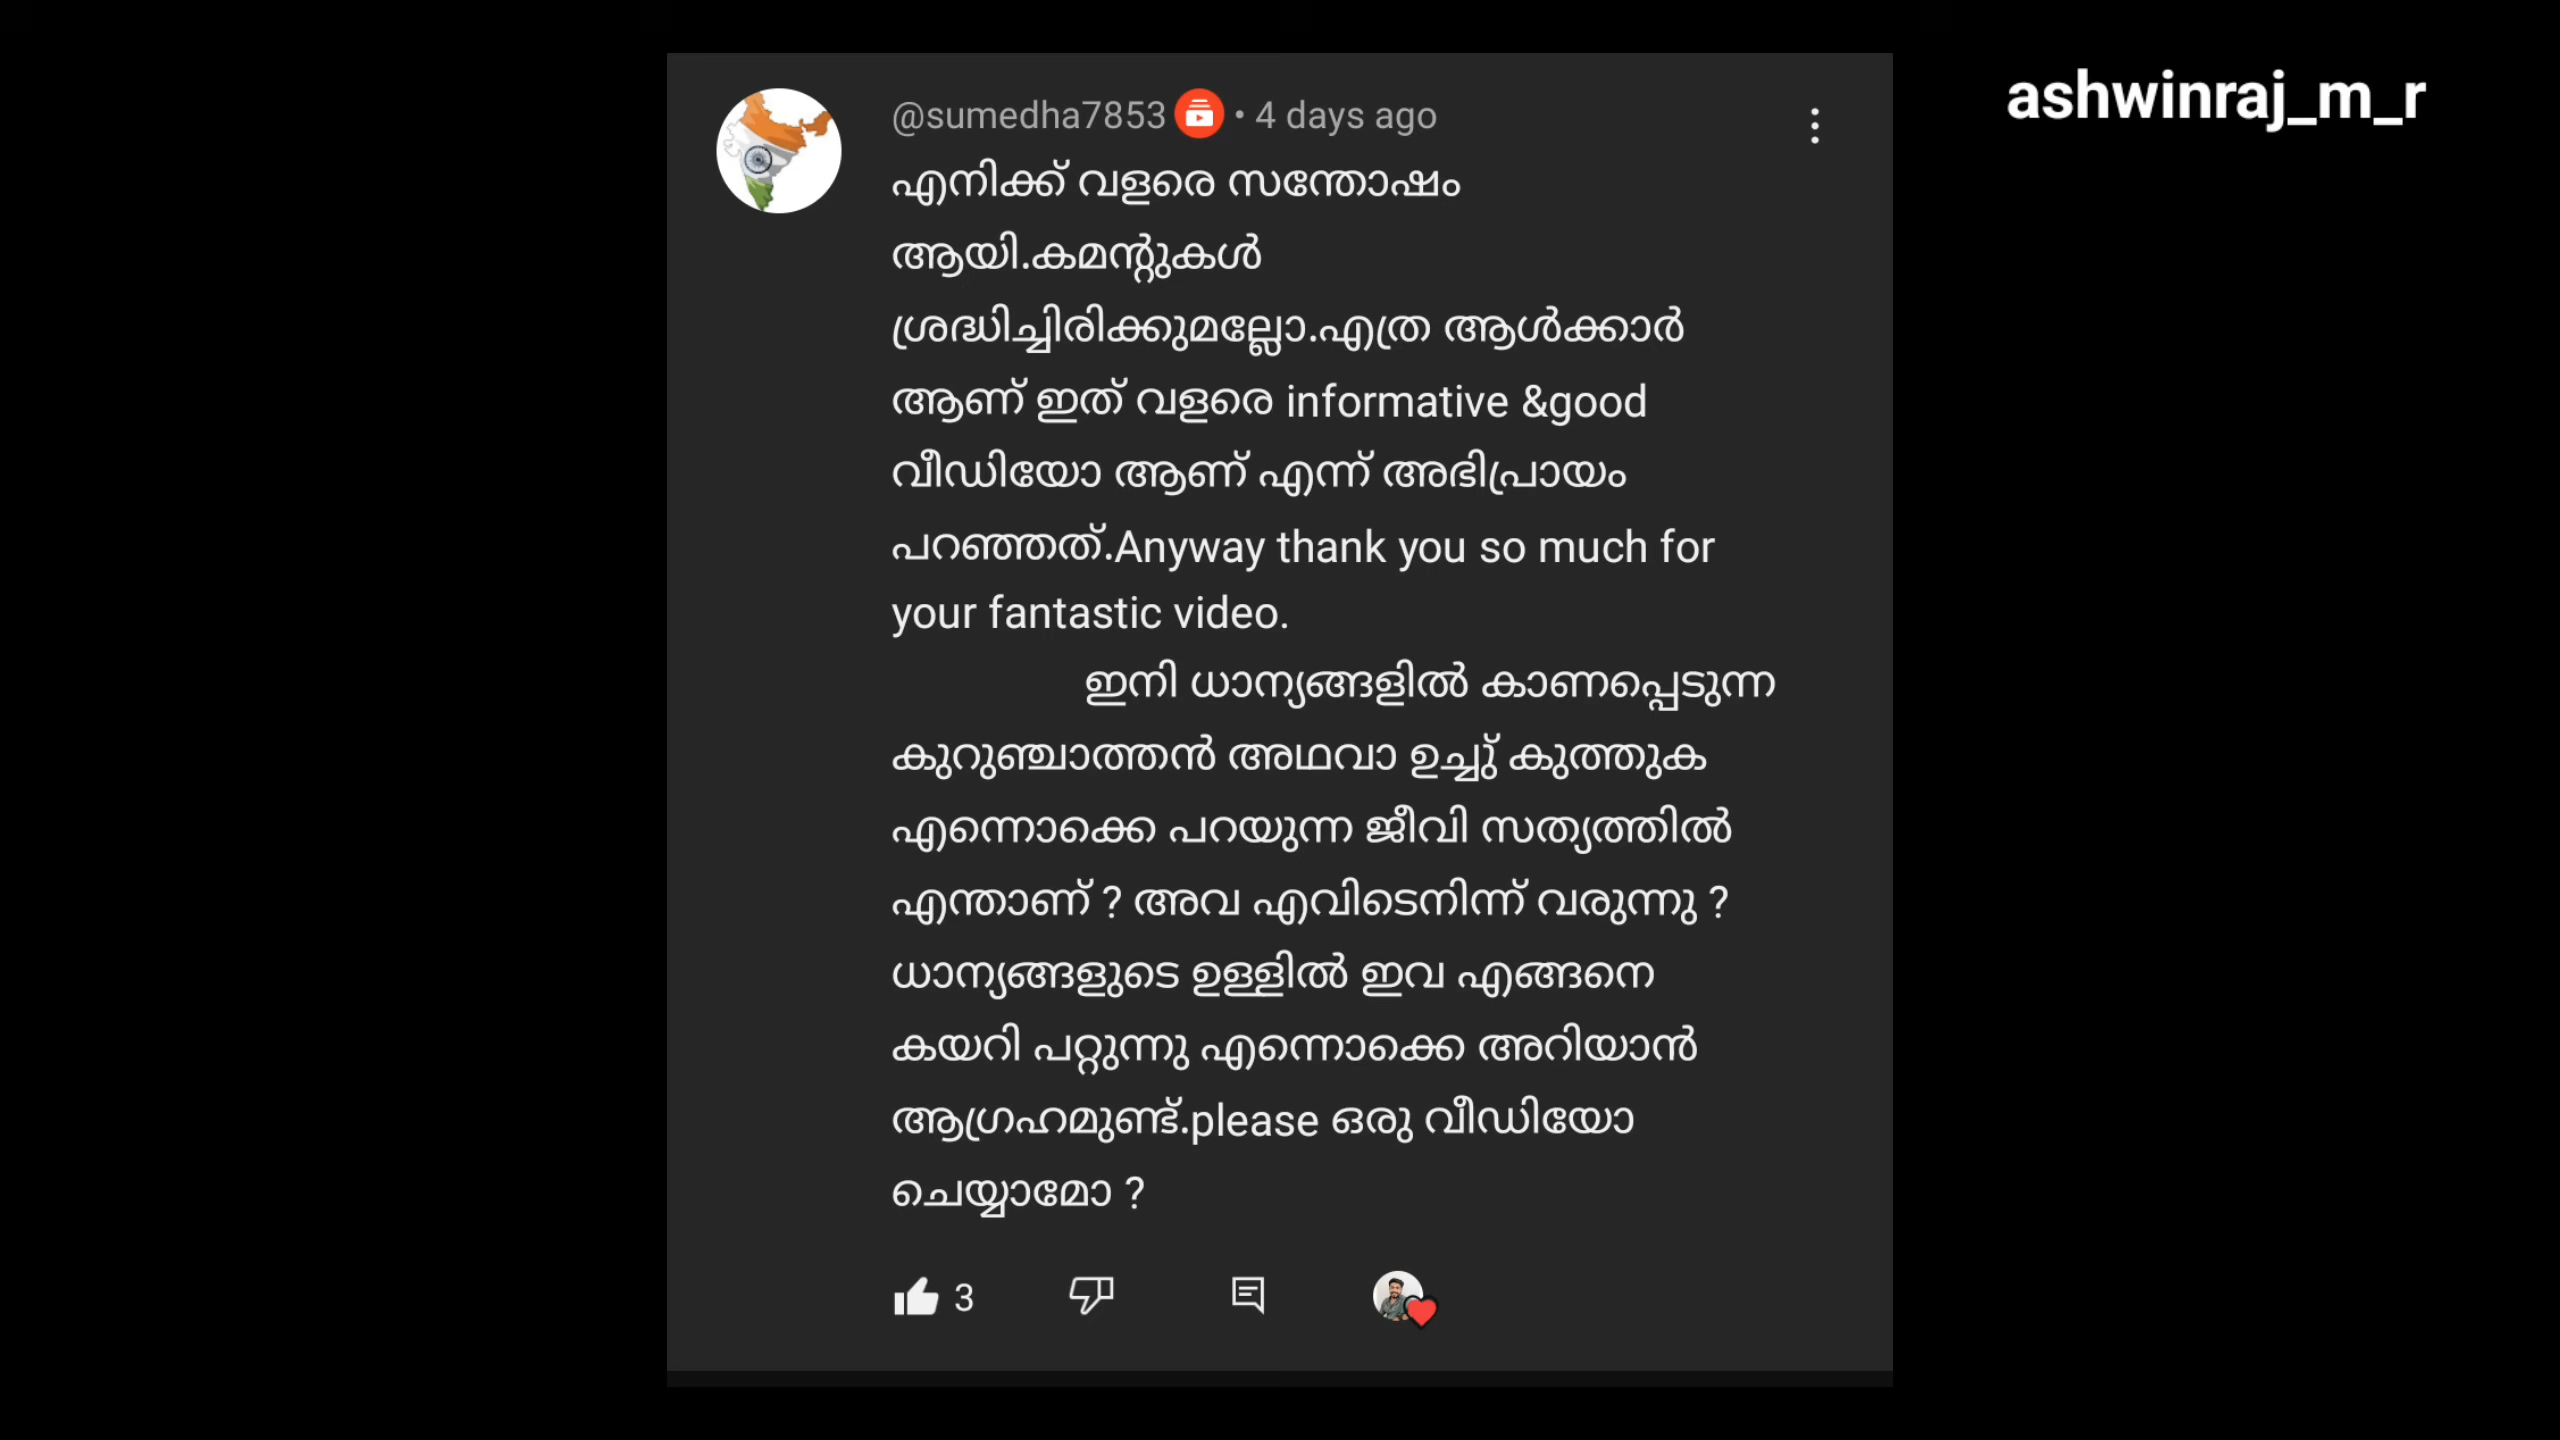 @sumedha7853 • 4 days ago
ashwinraj_m_r
എനിക്ക് വളരെ സന്തോഷം
ആയി.കമന്റുകൾ
ശ്രദ്ധിച്ചിരിക്കുമല്ലോ.എത്ര ആൾക്കാർ
ആണ് ഇത് വളരെ informative &good
വീഡിയോ ആണ് എന്ന് അഭിപ്രായം
പറഞ്ഞത്.Anyway thank you so much for
your fantastic video.
ഇനി ധാന്യങ്ങളിൽ കാണപ്പെടുന്ന
കുറുഞ്ചാത്തൻ അഥവാ ഉച്ചു് കുത്തുക
എന്നൊക്കെ പറയുന്ന ജീവി സത്യത്തിൽ
എന്താണ് ? അവ എവിടെനിന്ന് വരുന്നു ?
ധാന്യങ്ങളുടെ ഉള്ളിൽ ഇവ എങ്ങനെ
കയറി പറ്റുന്നു എന്നൊക്കെ അറിയാൻ
ആഗ്രഹമുണ്ട്.please ഒരു വീഡിയോ
ചെയ്യാമോ ?
3